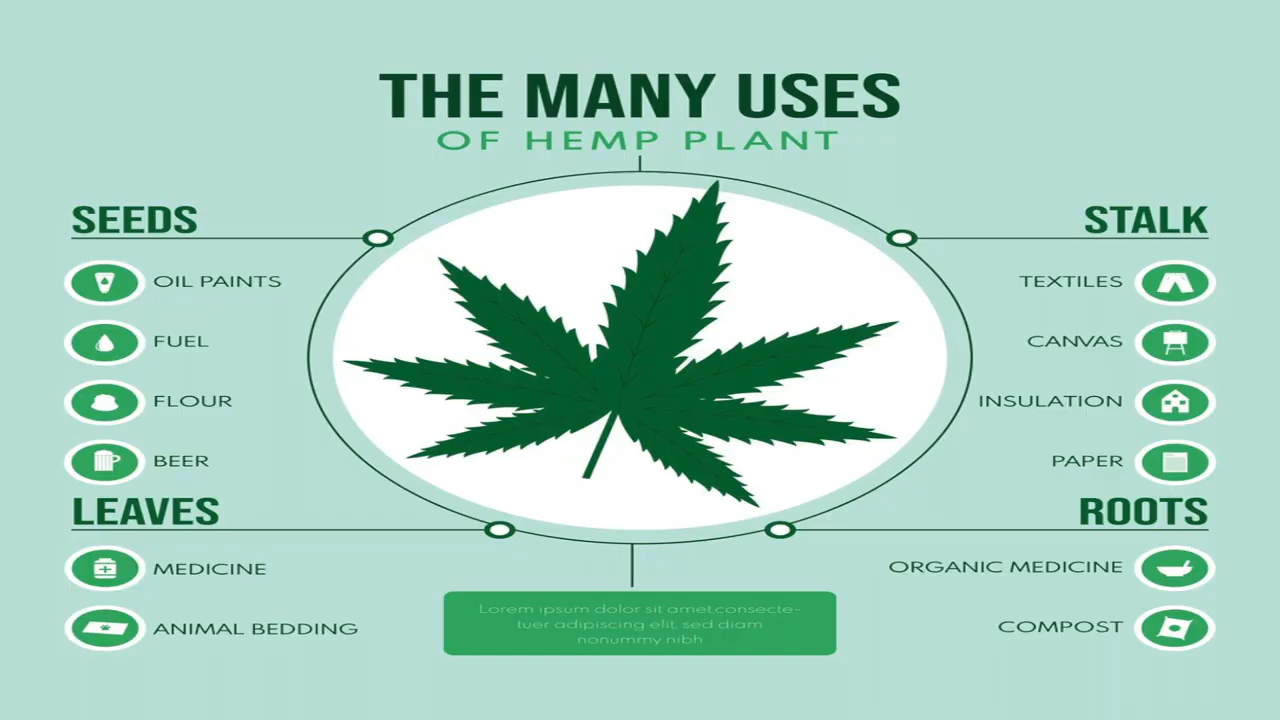 THE MANY USES
OF HEMP PLANT
SEEDS
OIL PAINTS
FUEL
FLOUR
BEER
LEAVES
MEDICINE
ANIMAL BEDDING
STALK
TEXTILES
CANVAS
INSULATION
PAPER
ROOTS
ORGANIC MEDICINE
COMPOST
Lorem ipsum dolor sit amet,consecte-
tuer adipiscing elit, sed diam
nonummy nibh